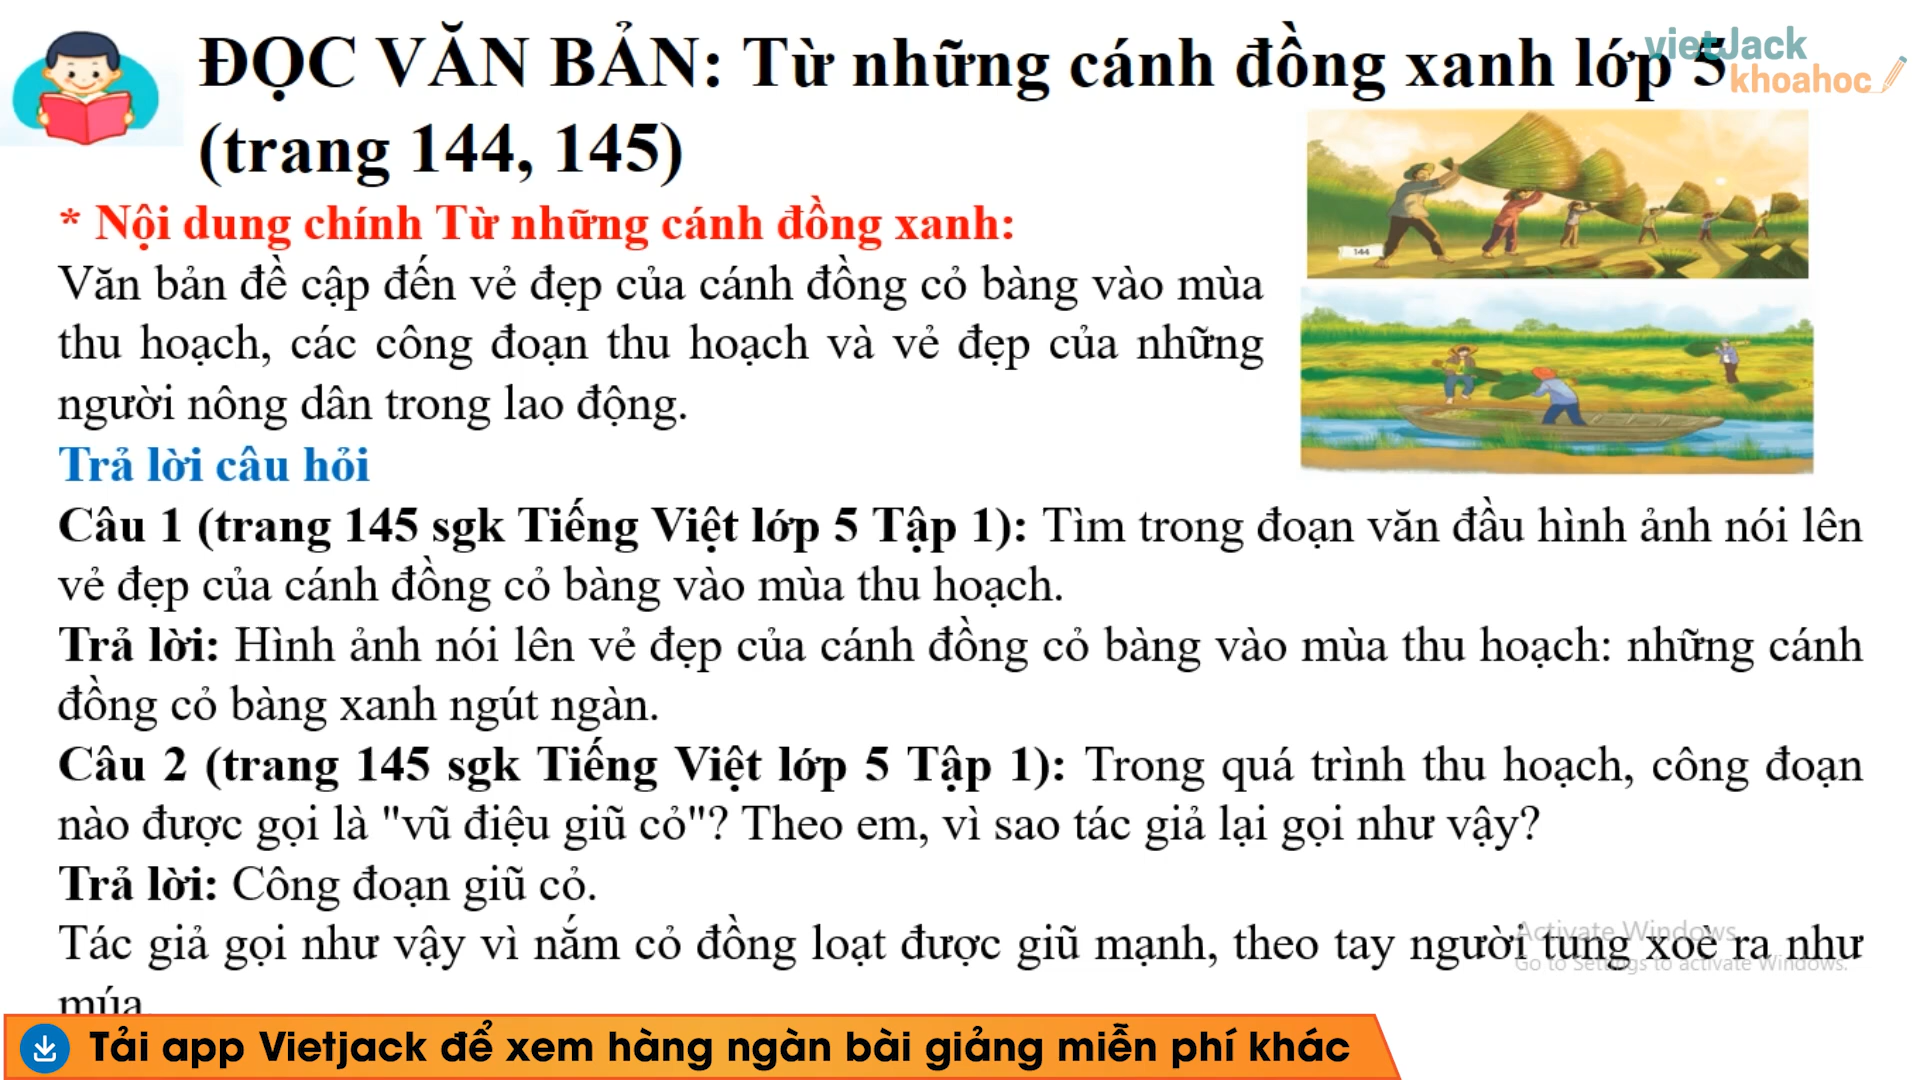 ĐỌC VĂN BẢN: Từ những cánh đồng xanh lớp 5
vietJack
khoahoc
(trang 144, 145)
* Nội dung chính Từ những cánh đồng xanh:
144
Văn bản đề cập đến vẻ đẹp của cánh đồng cỏ bàng vào mùa
thu hoạch, các công đoạn thu hoạch và vẻ đẹp của những
người nông dân trong lao động.
Trả lời câu hỏi
Câu 1 (trang 145 sgk Tiếng Việt lớp 5 Tập 1): Tìm trong đoạn văn đầu hình ảnh nói lên
vẻ đẹp của cánh đồng cỏ bàng vào mùa thu hoạch.
Trả lời: Hình ảnh nói lên vẻ đẹp của cánh đồng cỏ bàng vào mùa thu hoạch: những cánh
đồng cỏ bàng xanh ngút ngàn.
Câu 2 (trang 145 sgk Tiếng Việt lớp 5 Tập 1): Trong quá trình thu hoạch, công đoạn
nào được gọi là "vũ điệu giũ cỏ"? Theo em, vì sao tác giả lại gọi như vậy?
Trả lời: Công đoạn giũ cỏ.
Tác giả gọi như vậy vì nắm cỏ đồng loạt được giũ mạnh, theo tay người tung xoè ra như
múa.
Activate Windows
Go to Settings to activate Windows.
Tải app Vietjack để xem hàng ngàn bài giảng miễn phí khác